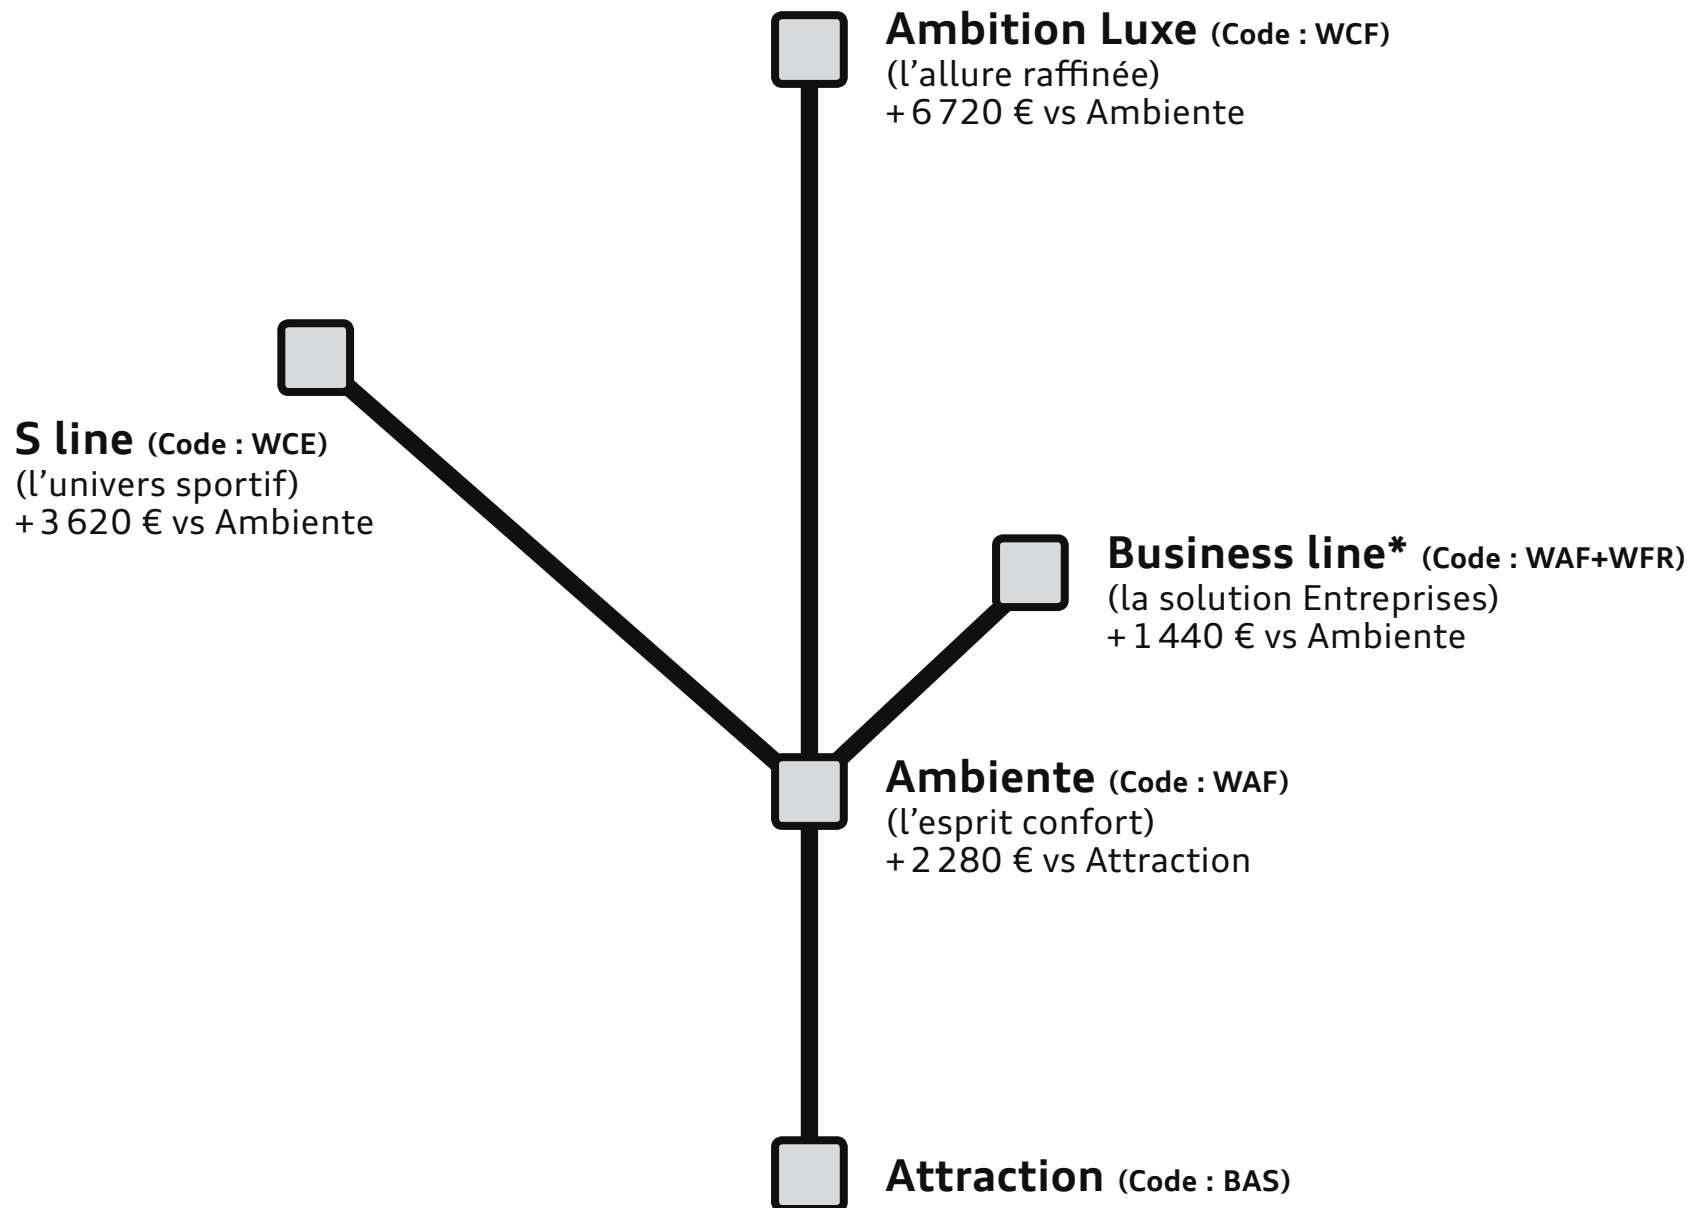 Ambition Luxe (Code : WCF)
(l’allure raffinée)
+ 6 720 € vs Ambiente
S line (Code : WCE)
(l’univers sportif)
+ 3 620 € vs Ambiente
Business line* (Code : WAF+WFR)
(la solution Entreprises)
+ 1 440 € vs Ambiente
Ambiente (Code : WAF)
(l’esprit confort)
+ 2 280 € vs Attraction
Attraction (Code : BAS)